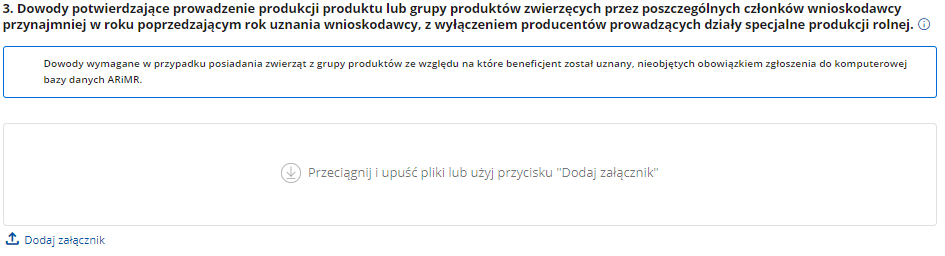 3. Dowody potwierdzające prowadzenie produkcji produktu lub grupy produktów zwierzęcych przez poszczególnych członków wnioskodawcy
przynajmniej w roku poprzedzającym rok uznania wnioskodawcy, z wyłączeniem producentów prowadzących działy specjalne produkcji rolnej.
Dowody wymagane w przypadku posiadania zwierząt z grupy produktów ze względu na które beneficjent został uznany, nieobjętych obowiązkiem zgłoszenia do komputerowej
bazy danych ARiMR.
Przeciągnij i upuść pliki lub użyj przycisku "Dodaj załącznik"
Dodaj załącznik